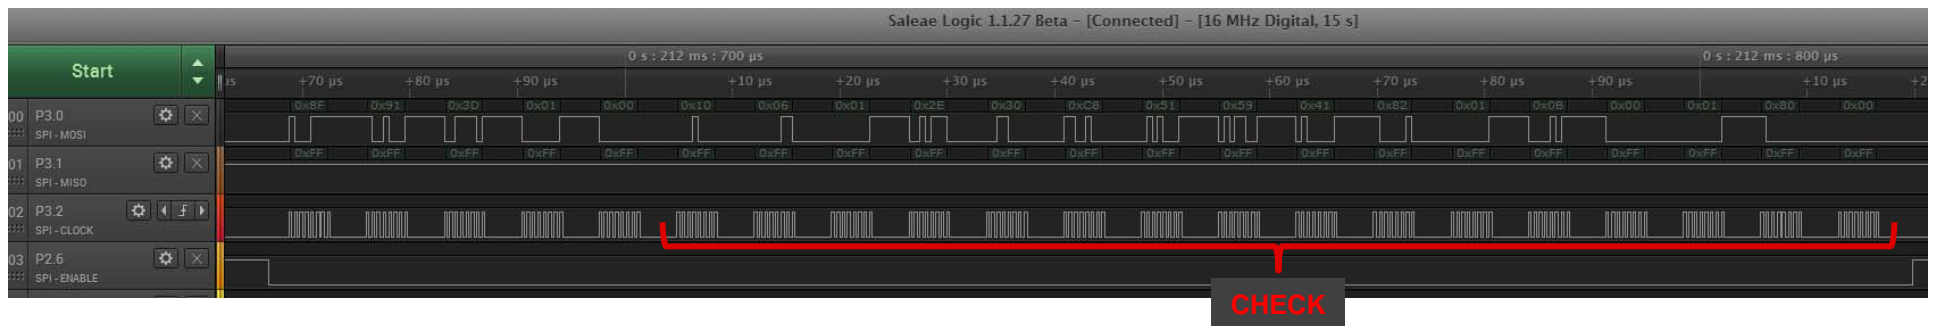 Saleae Logic 1.1.27 Beta - [Connected] - [16 MHz Digital, 15 s]
Start
0 s : 212 ms : 700 µs
0 s : 212 ms : 800 µs
µs +70 µs +80 µs +90 µs +10 µs +20 µs +30 µs +40 µs +50 µs +60 µs +70 µs +80 µs +90 µs +10 µs +2
00 P3.0
SPI - MOSI
0x8F 0x91 0x3D 0x01 0x00 0x10 0x06 0x01 0x2E 0x30 0xC8 0x51 0x59 0x41 0x82 0x01 0x0B 0x00 0x01 0x80 0x00
01 P3.1
SPI - MISO
0xFF 0xFF 0xFF 0xFF 0xFF 0xFF 0xFF 0xFF 0xFF 0xFF 0xFF 0xFF 0xFF 0xFF 0xFF 0xFF 0xFF 0xFF 0xFF 0xFF 0xFF
02 P3.2
SPI - CLOCK
03 P2.6
SPI - ENABLE
CHECK